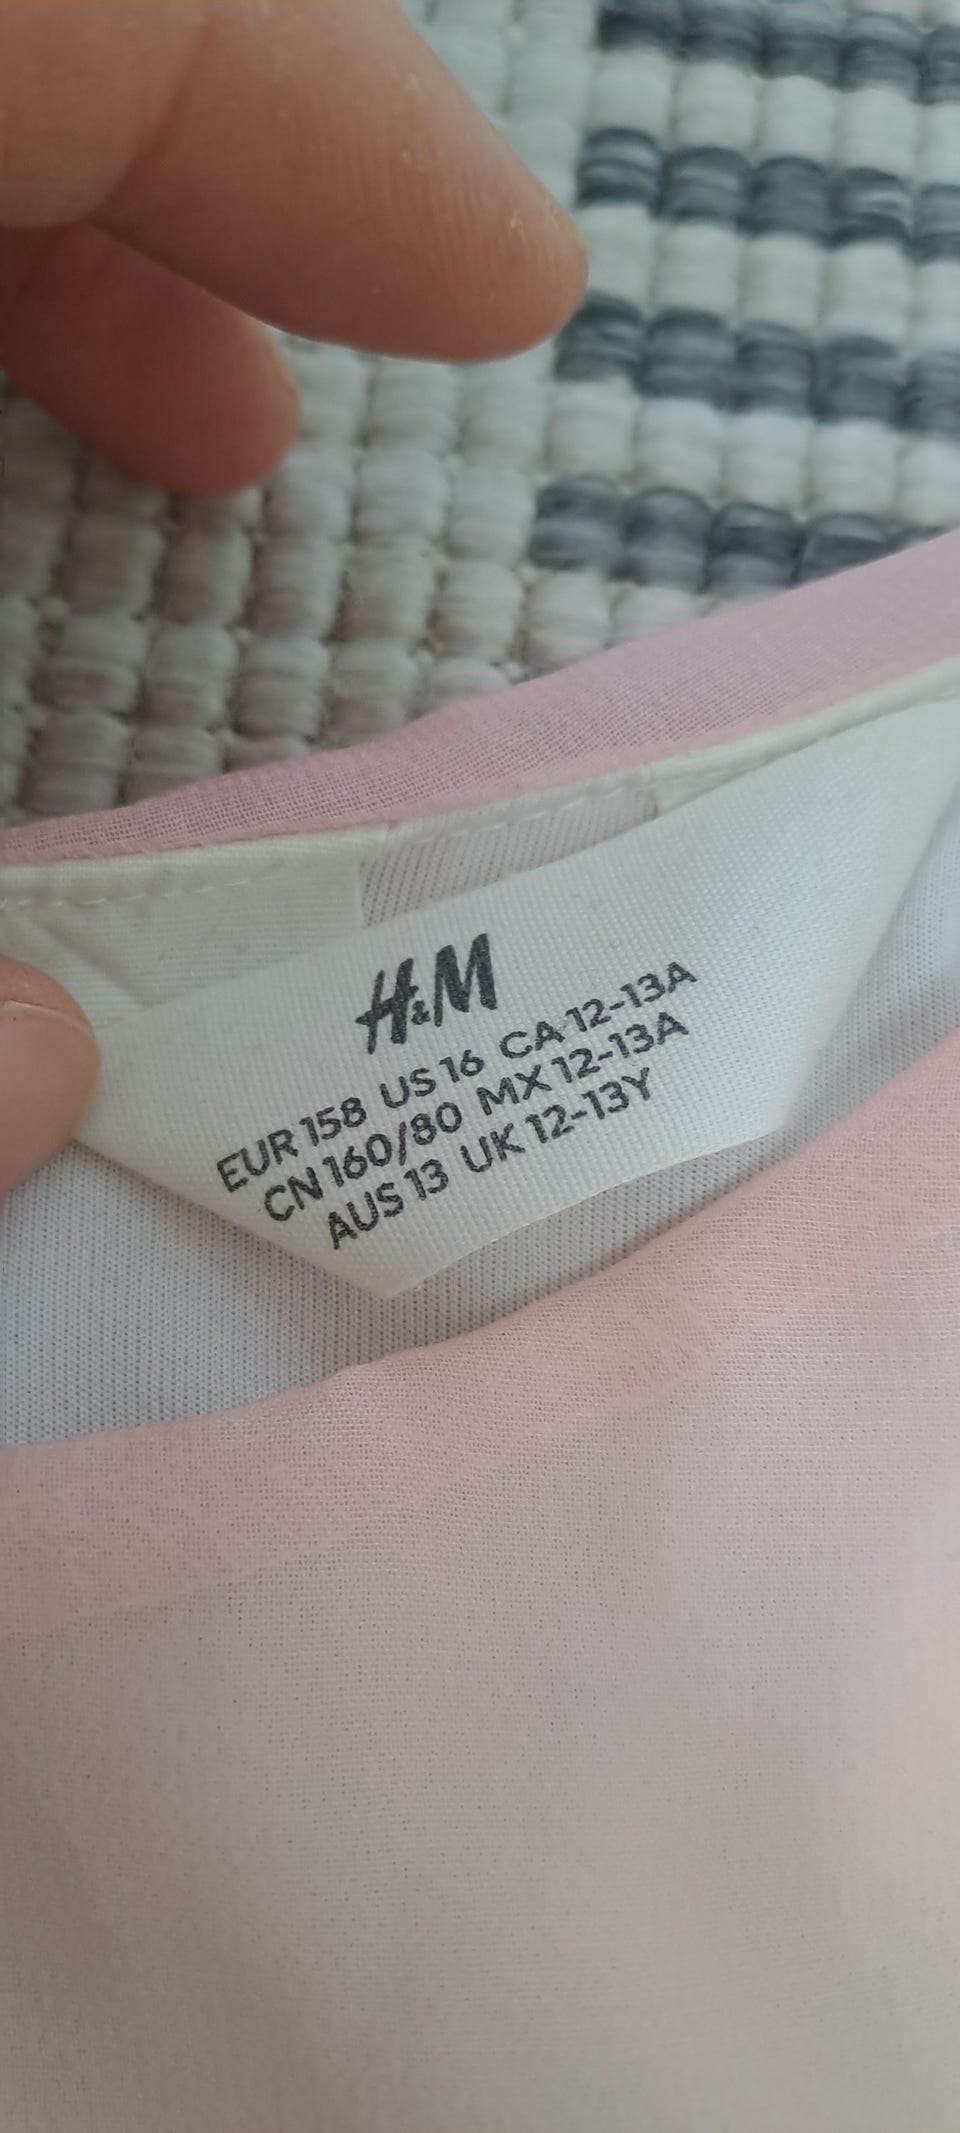 H&M
EUR 158 US 16 CA 12-13A
CN 160/80 MX 12-13A
AUS 13 UK 12-13Y